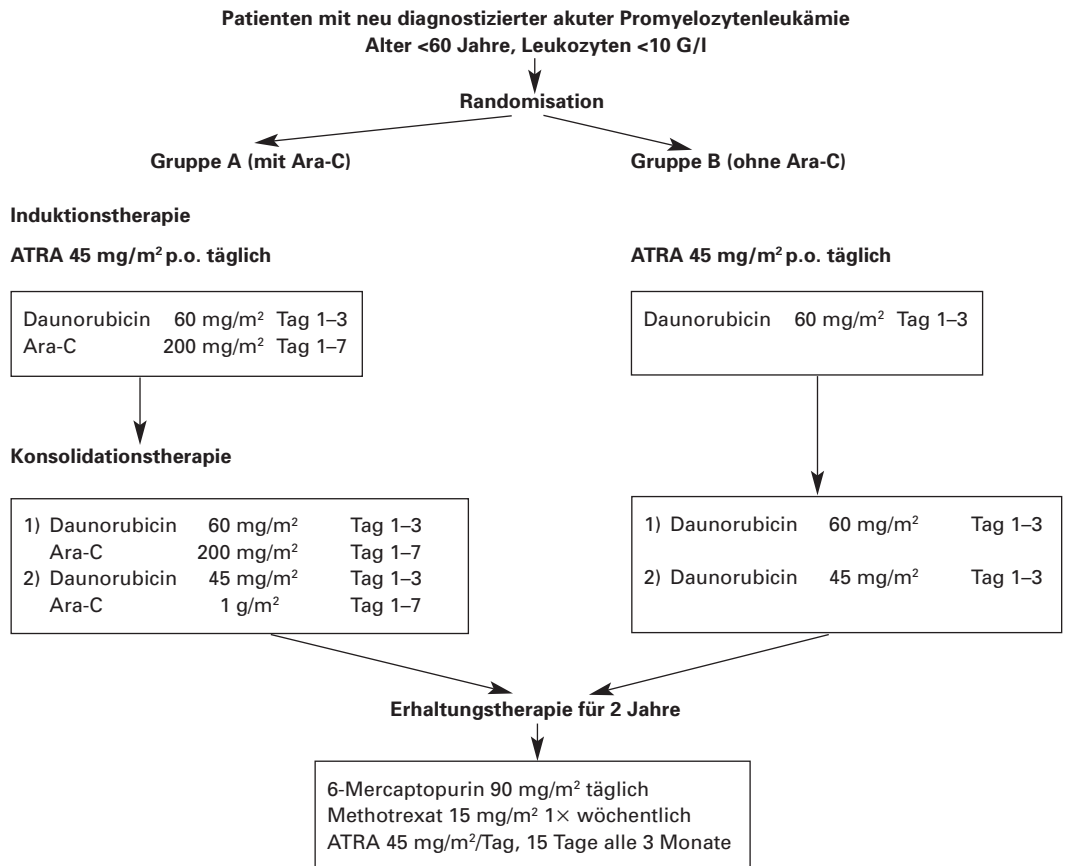 Patienten mit neu diagnostizierter akuter Promyelozytenleukämie
Alter <60 Jahre, Leukozyten <10 G/l
Randomisation
Gruppe A (mit Ara-C)
Gruppe B (ohne Ara-C)
Induktionstherapie
ATRA 45 mg/m² p.o. täglich
ATRA 45 mg/m² p.o. täglich
Daunorubicin 60 mg/m² Tag 1–3
Ara-C 200 mg/m² Tag 1–7
Daunorubicin 60 mg/m² Tag 1–3
Konsolidationstherapie
1) Daunorubicin 60 mg/m² Tag 1–3
Ara-C 200 mg/m² Tag 1–7
2) Daunorubicin 45 mg/m² Tag 1–3
Ara-C 1 g/m² Tag 1–7
1) Daunorubicin 60 mg/m² Tag 1–3
2) Daunorubicin 45 mg/m² Tag 1–3
Erhaltungstherapie für 2 Jahre
6-Mercaptopurin 90 mg/m² täglich
Methotrexat 15 mg/m² 1× wöchentlich
ATRA 45 mg/m²/Tag, 15 Tage alle 3 Monate